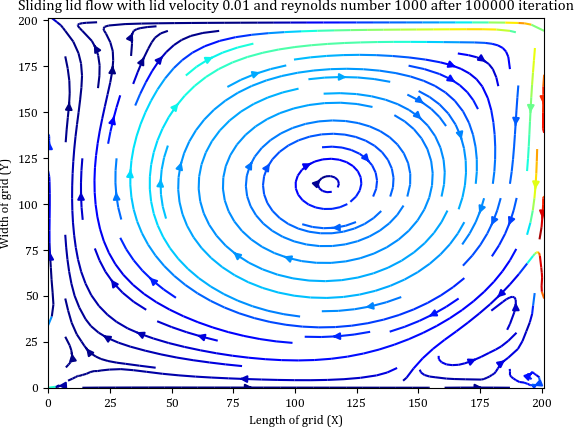 Sliding lid flow with lid velocity 0.01 and reynolds number 1000 after 100000 iteration
200
175
150
125
100
75
50
25
0
Width of grid (Y)
0 25 50 75 100 125 150 175 200
Length of grid (X)